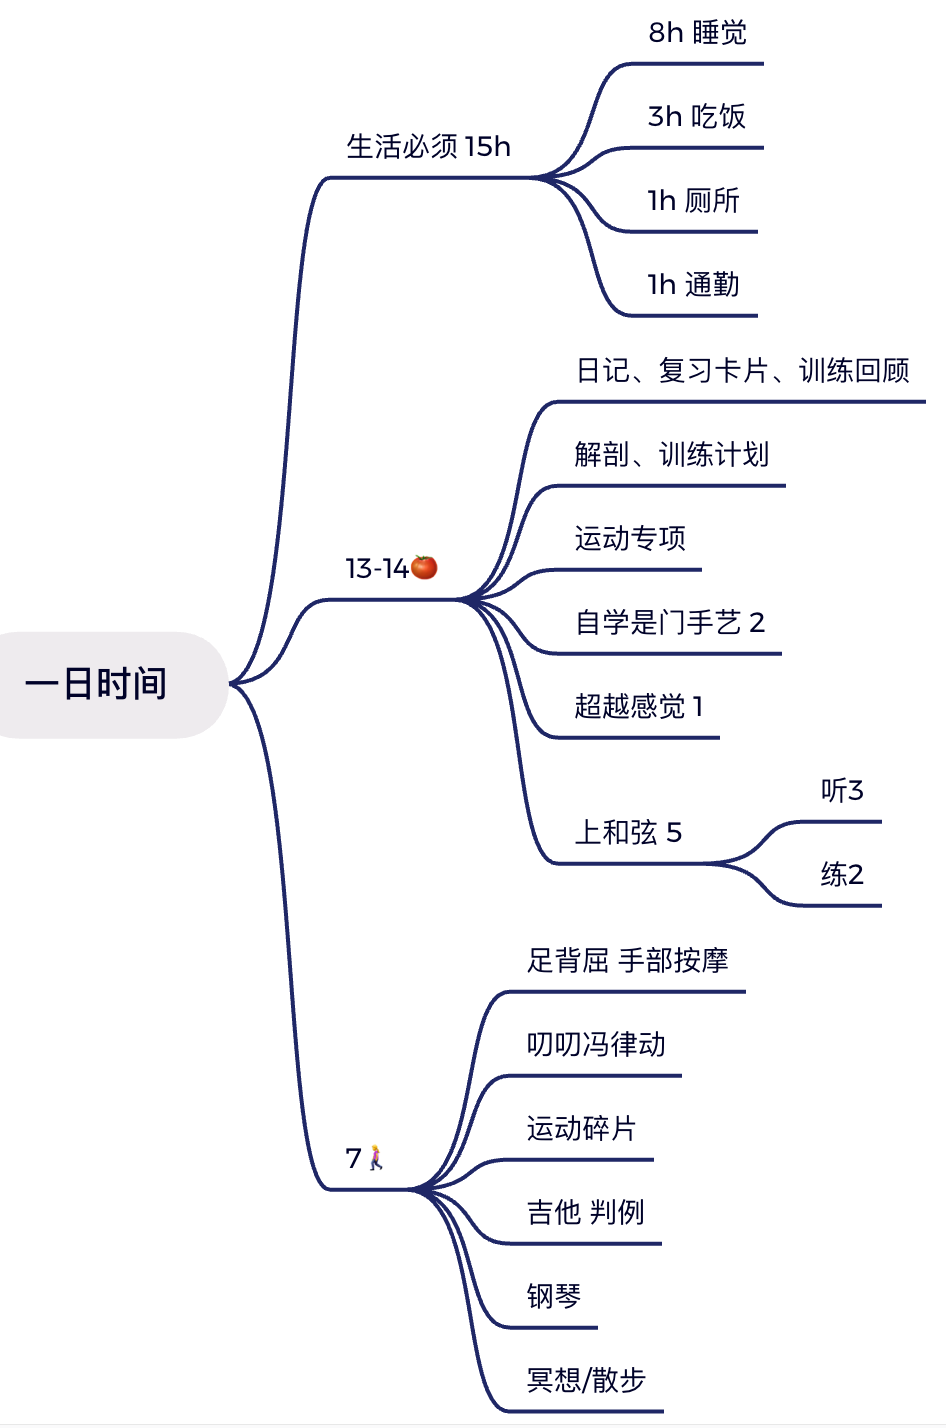 一日时间
生活必须 15h
8h 睡觉
3h 吃饭
1h 厕所
1h 通勤
13-14🍅
日记、复习卡片、训练回顾
解剖、训练计划
运动专项
自学是门手艺 2
超越感觉 1
上和弦 5
听3
练2
7🚶‍♀️
足背屈 手部按摩
叨叨冯律动
运动碎片
吉他 判例
钢琴
冥想/散步